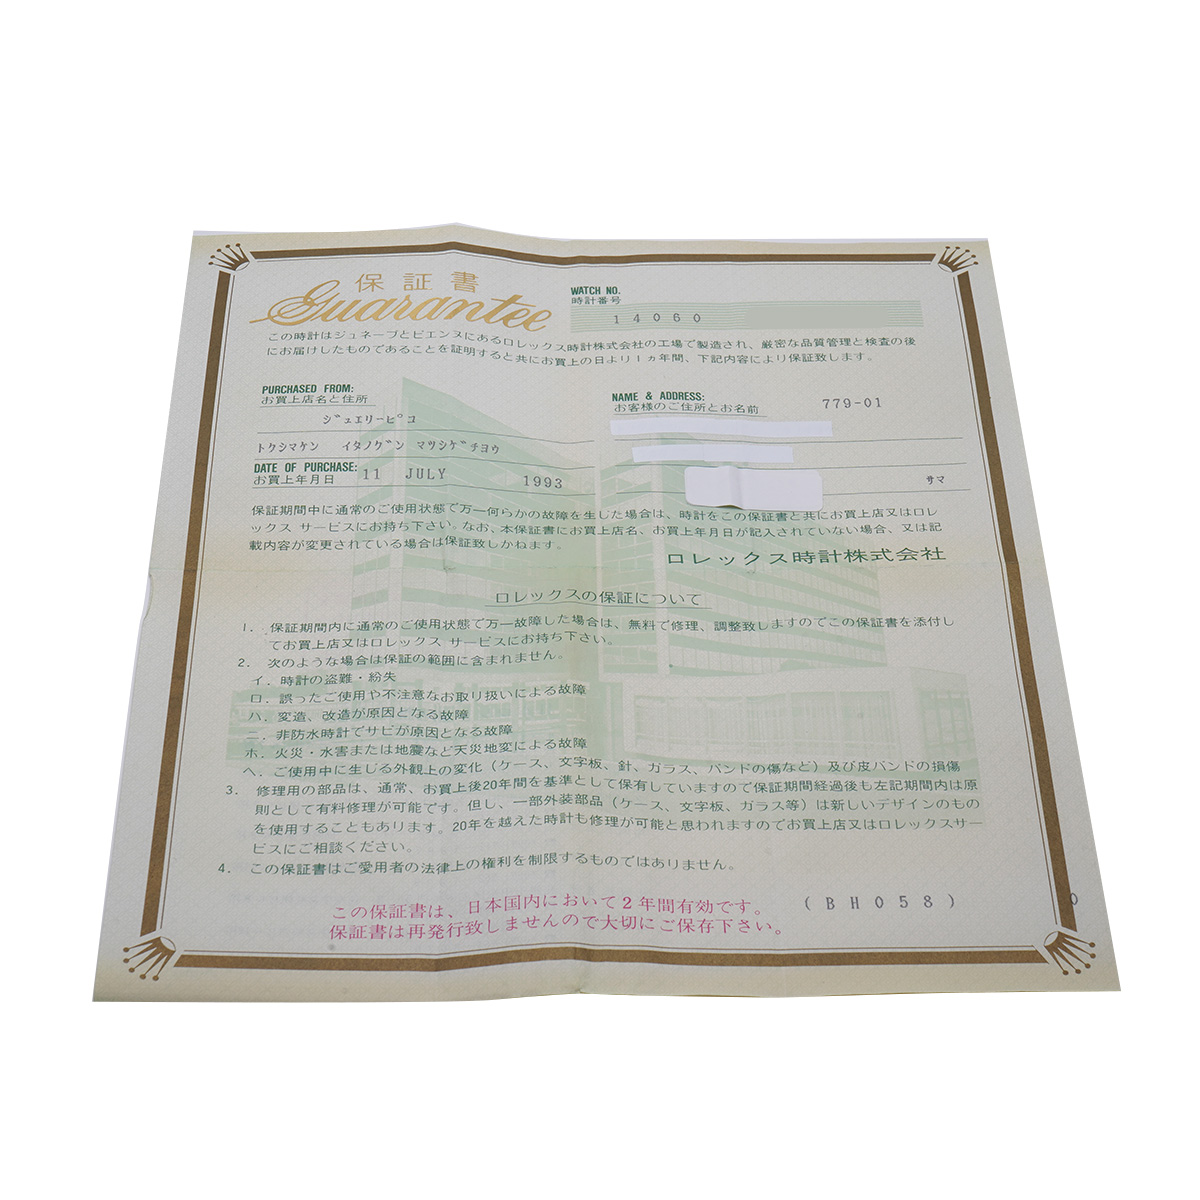 保証書
Guarantee
WATCH NO.
時計番号
14060
この時計はジュネーブとビエンヌにあるロレックス時計株式会社の工場で製造され、厳密な品質管理と検査の後
にお届けしたものであることを証明すると共にお買上の日より1ヵ年間、下記内容により保証致します。
PURCHASED FROM:
お買上店名と住所
ジュエリーピコ
トクシマケン イタノグン マツシゲチヨウ
DATE OF PURCHASE:
お買上年月日
11 JULY 1993
NAME & ADDRESS:
お客様のご住所とお名前
779-01
サマ
保証期間中に通常のご使用状態で万一何らかの故障を生した場合は、時計をこの保証書と共にお買上店又はロレ
ックス サービスにお持ち下さい。なお、本保証書にお買上店名、お買上年月日が記入されていない場合、又は記
載内容が変更されている場合は保証致しかねます。
ロレックス時計株式会社
ロレックスの保証について
1. 保証期間内に通常のご使用状態で万一故障した場合は、無料で修理、調整致しますのでこの保証書を添付し
てお買上店又はロレックス サービスにお持ち下さい。
2. 次のような場合は保証の範囲に含まれません。
イ. 時計の盗難・紛失
ロ. 誤ったご使用や不注意なお取り扱いによる故障
ハ. 変造、改造が原因となる故障
ニ. 非防水時計でサビが原因となる故障
ホ. 火災・水害または地震など天災地変による故障
ヘ. ご使用中に生じる外観上の変化（ケース、文字板、針、ガラス、バンドの傷など）及び皮バンドの損傷
3. 修理用の部品は、通常、お買上後20年間を基準として保有していますので保証期間経過後も左記期間内は原
則として有料修理が可能です。但し、一部外装部品（ケース、文字板、ガラス等）は新しいデザインのもの
を使用することもあります。20年を越えた時計も修理が可能と思われますのでお買上店又はロレックスサー
ビスにご相談ください。
4. この保証書はご愛用者の法律上の権利を制限するものではありません。
この保証書は、日本国内において2年間有効です。
保証書は再発行致しませんので大切にご保存下さい。
(BH058)
0